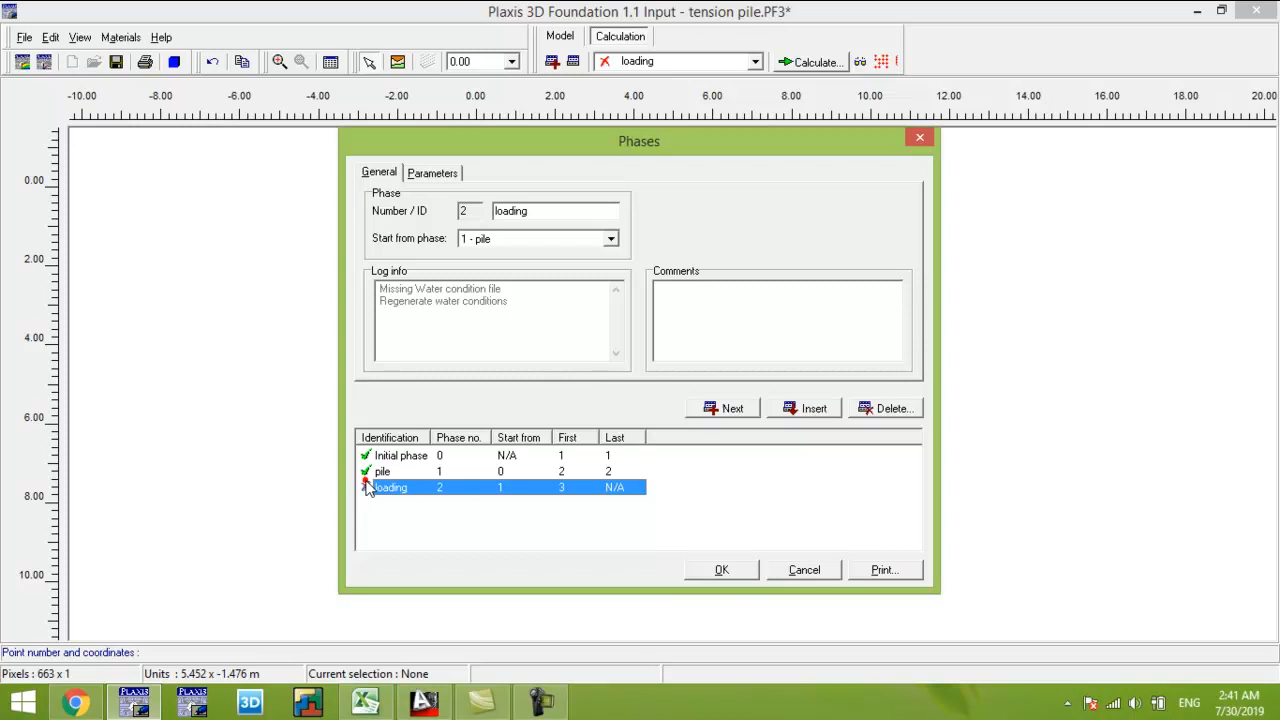 Plaxis 3D Foundation 1.1 Input - tension pile.PF3*
File Edit View Materials Help
Model Calculation
0.00 loading Calculate...
-10.00 -8.00 -6.00 -4.00 -2.00 0.00 2.00 4.00 6.00 8.00 10.00 12.00 14.00 16.00 18.00 20.00
0.00
2.00
4.00
6.00
8.00
10.00
Phases
General Parameters
Phase
Number / ID 2 loading
Start from phase: 1 - pile
Log info
Missing Water condition file
Regenerate water conditions
Comments
Next Insert Delete...
Identification Phase no. Start from First Last
Initial phase 0 N/A 1 1
pile 1 0 2 2
loading 2 1 3 N/A
OK Cancel Print...
Point number and coordinates :
Pixels : 663 x 1 Units : 5.452 x -1.476 m Current selection : None
PLAXIS PLAXIS 3D
ENG
2:41 AM
7/30/2019